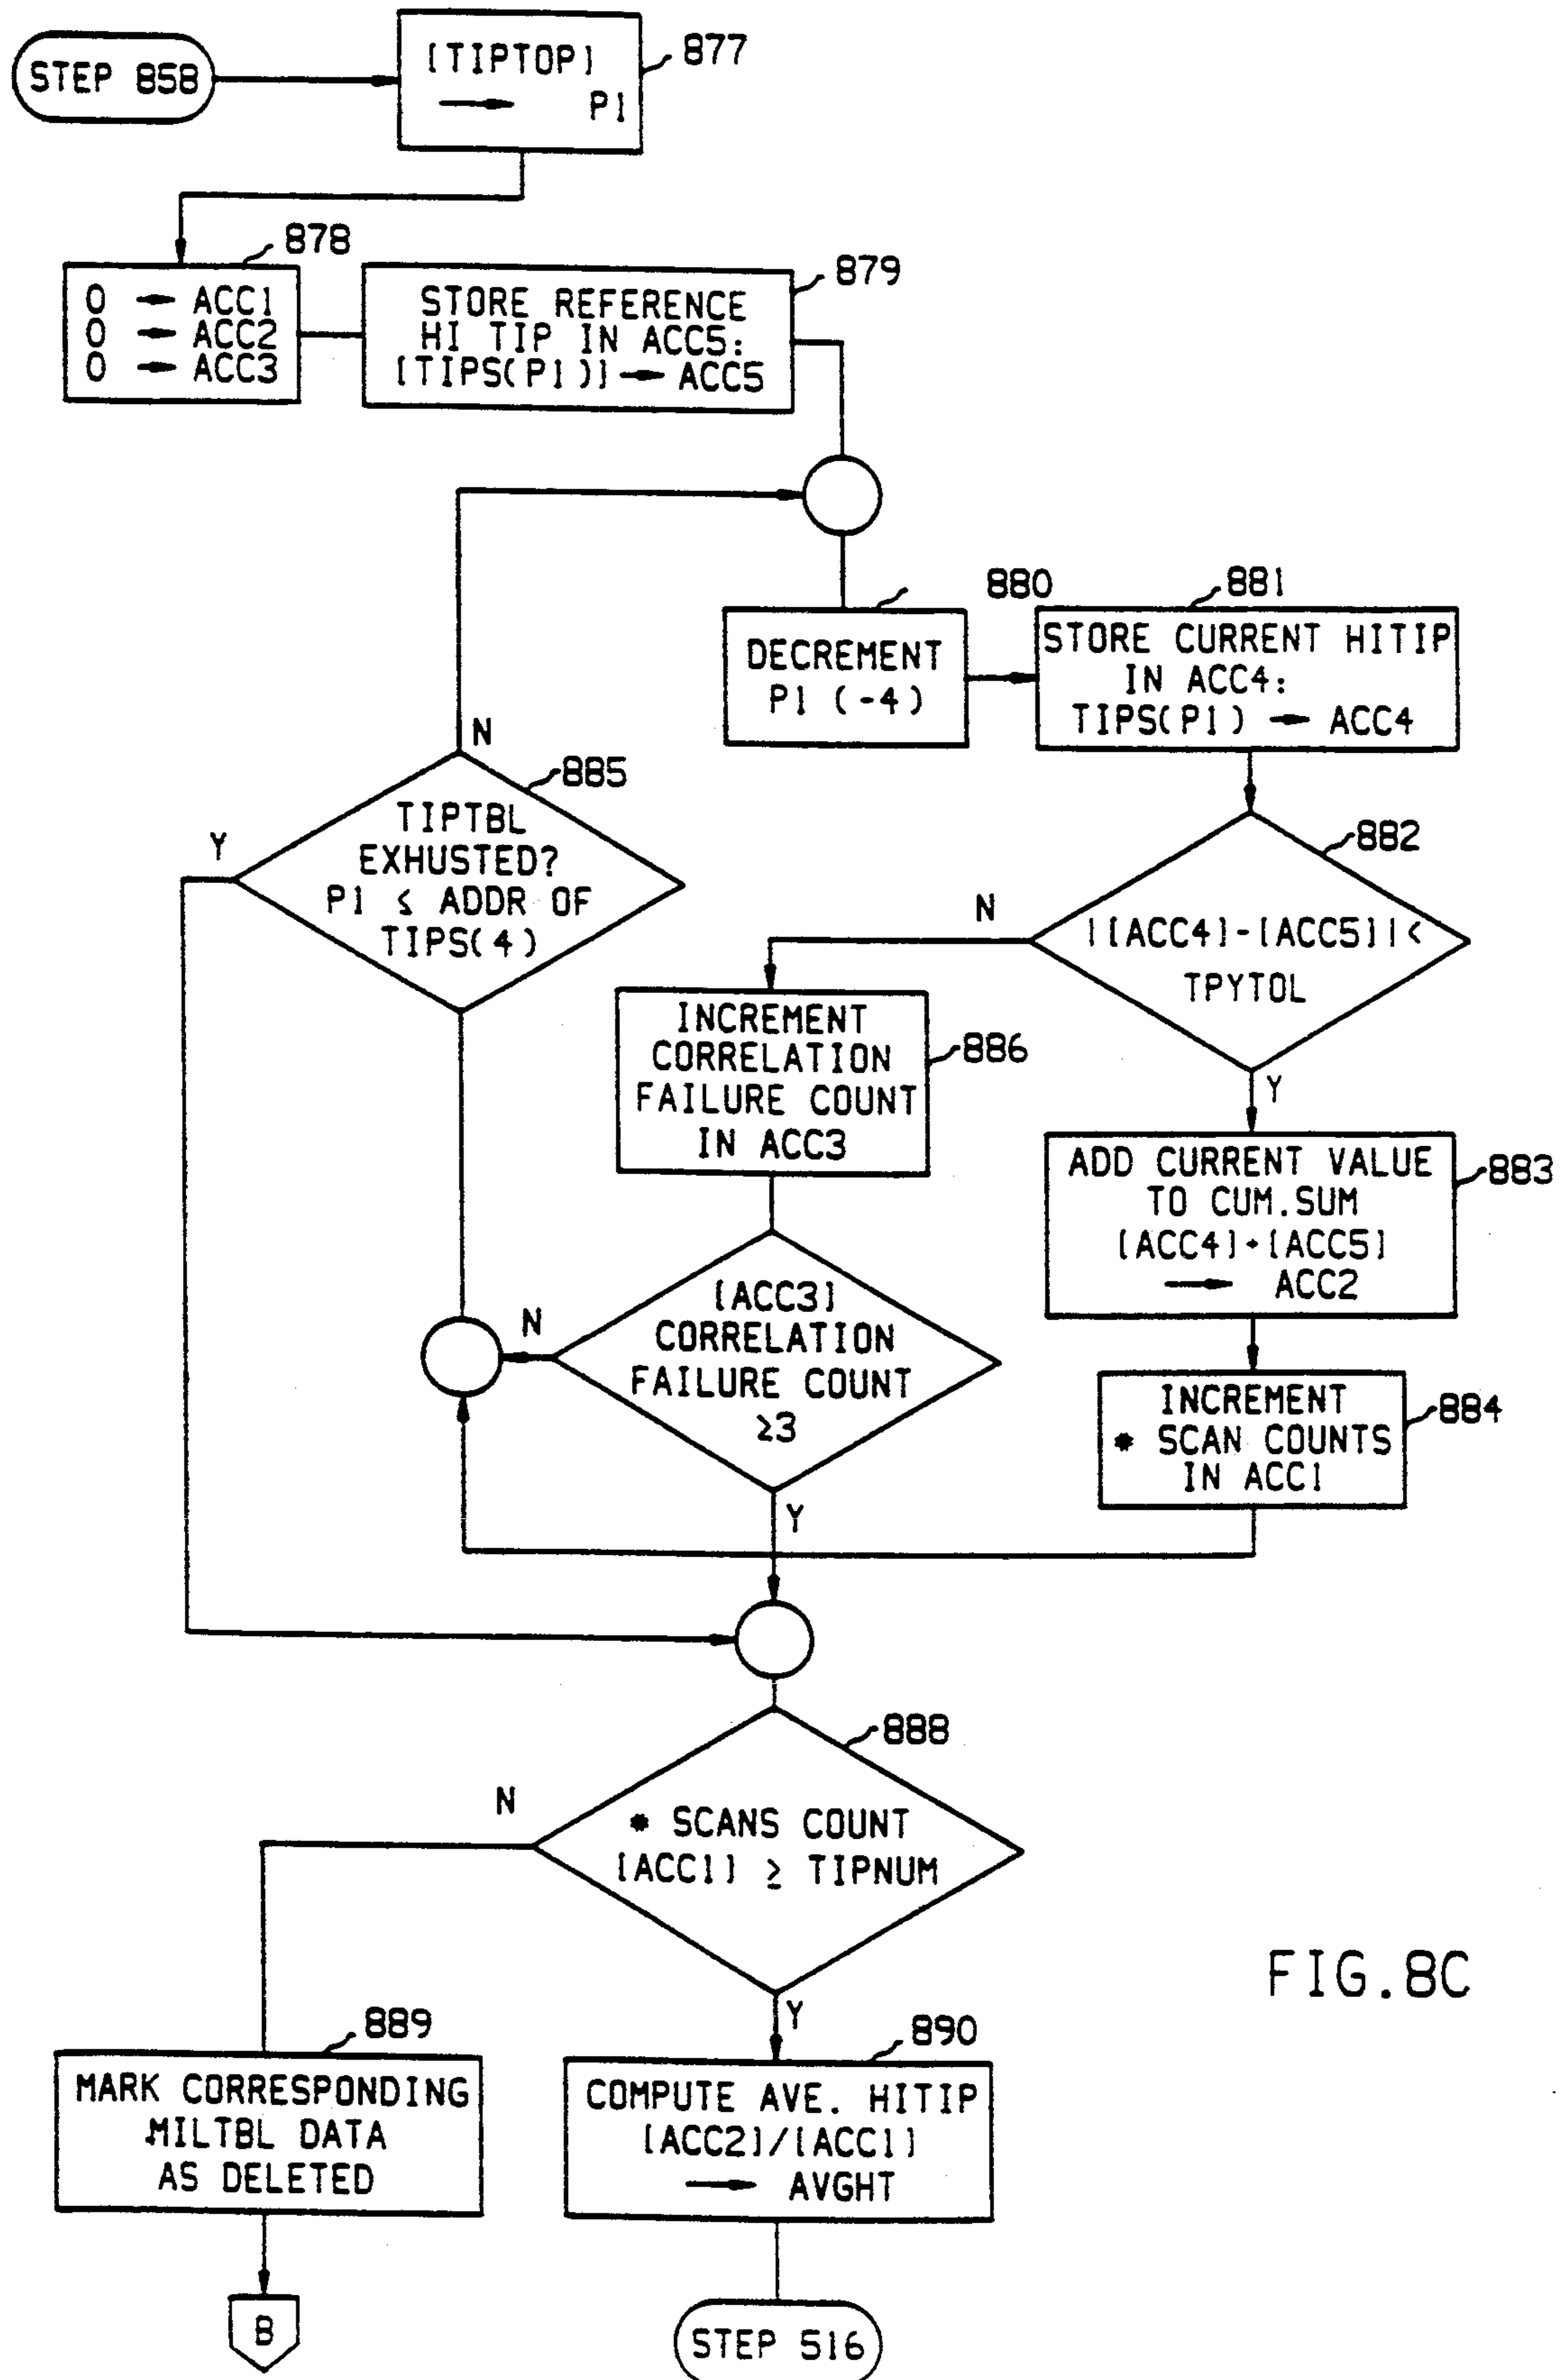 STEP 858
[TIPTOP]
→ P1
877
878
0 → ACC1
0 → ACC2
0 → ACC3
879
STORE REFERENCE
HI TIP IN ACC5:
[TIPS(P1)] → ACC5
880
DECREMENT
P1 (-4)
881
STORE CURRENT HITIP
IN ACC4:
TIPS(P1) → ACC4
N
885
Y
TIPTBL
EXHUSTED?
P1 ≤ ADDR OF
TIPS(4)
882
N
|[ACC4]-[ACC5]|<
TPYTOL
Y
INCREMENT
CORRELATION
FAILURE COUNT
IN ACC3
886
ADD CURRENT VALUE
TO CUM.SUM
[ACC4]+[ACC5]
→ ACC2
883
N
[ACC3]
CORRELATION
FAILURE COUNT
≥3
Y
INCREMENT
* SCAN COUNTS
IN ACC1
884
888
N
* SCANS COUNT
[ACC1] ≥ TIPNUM
Y
FIG.8C
889
MARK CORRESPONDING
MILTBL DATA
AS DELETED
890
COMPUTE AVE. HITIP
[ACC2]/[ACC1]
→ AVGHT
B
STEP 516